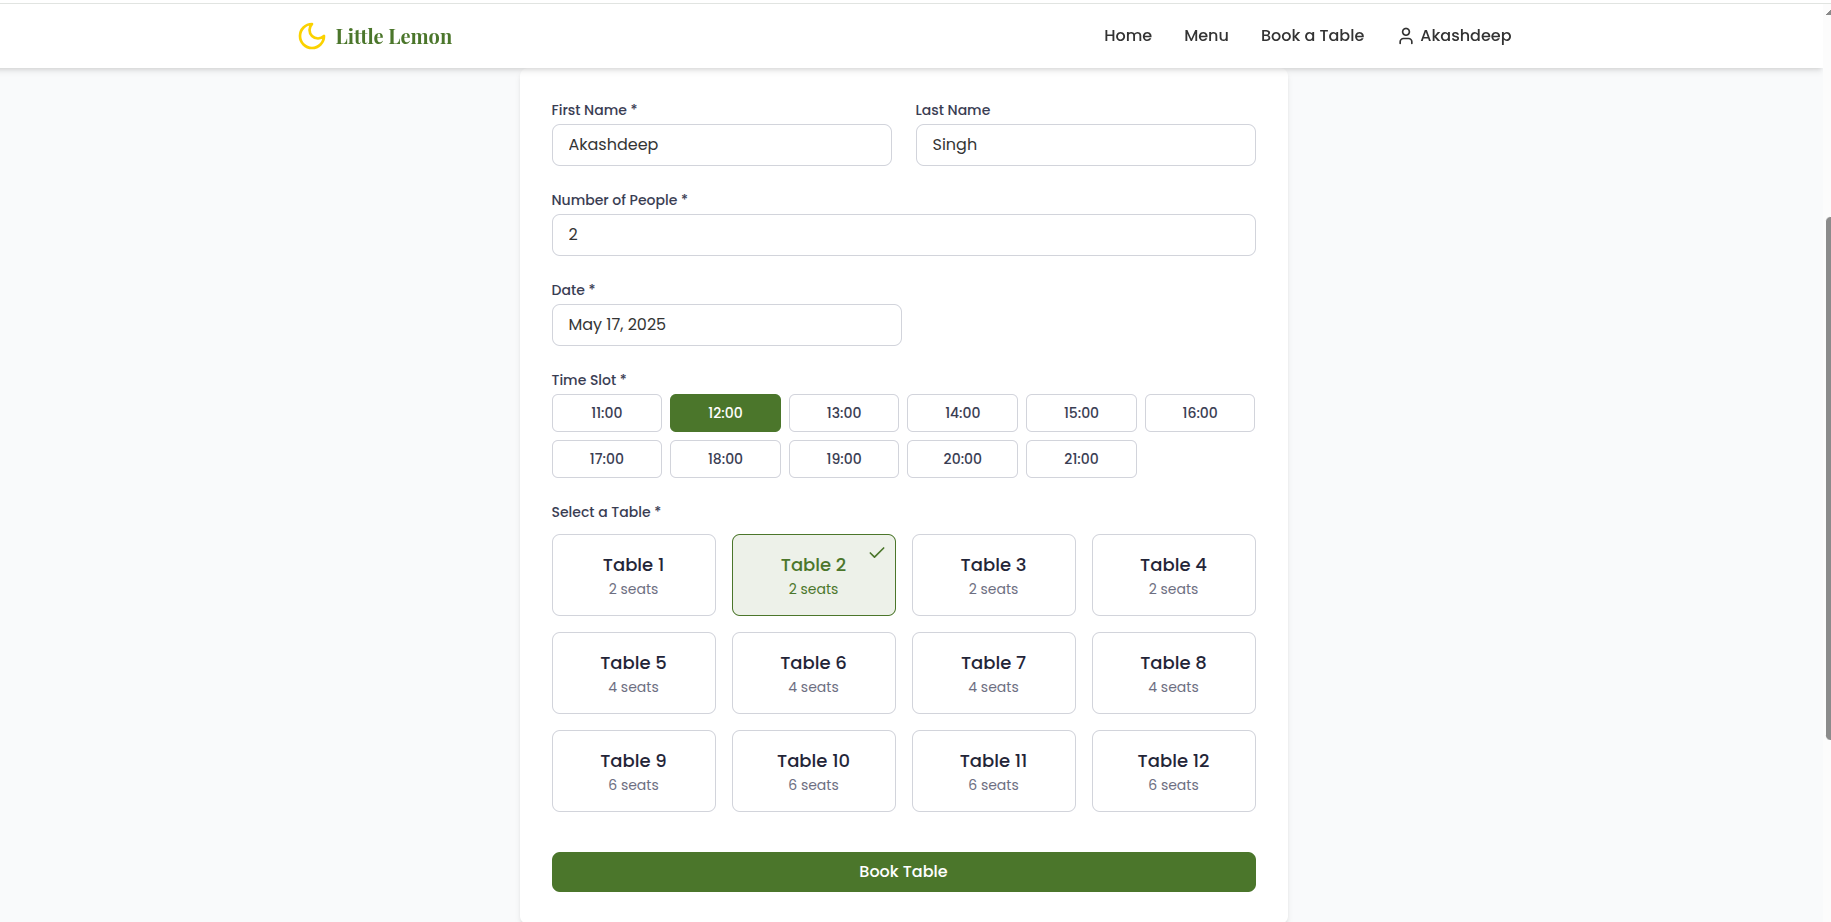 Little Lemon
Home Menu Book a Table Akashdeep
First Name * Last Name
Akashdeep Singh
Number of People *
2
Date *
May 17, 2025
Time Slot *
11:00 12:00 13:00 14:00 15:00 16:00
17:00 18:00 19:00 20:00 21:00
Select a Table *
Table 1 Table 2 Table 3 Table 4
2 seats 2 seats 2 seats 2 seats
Table 5 Table 6 Table 7 Table 8
4 seats 4 seats 4 seats 4 seats
Table 9 Table 10 Table 11 Table 12
6 seats 6 seats 6 seats 6 seats
Book Table